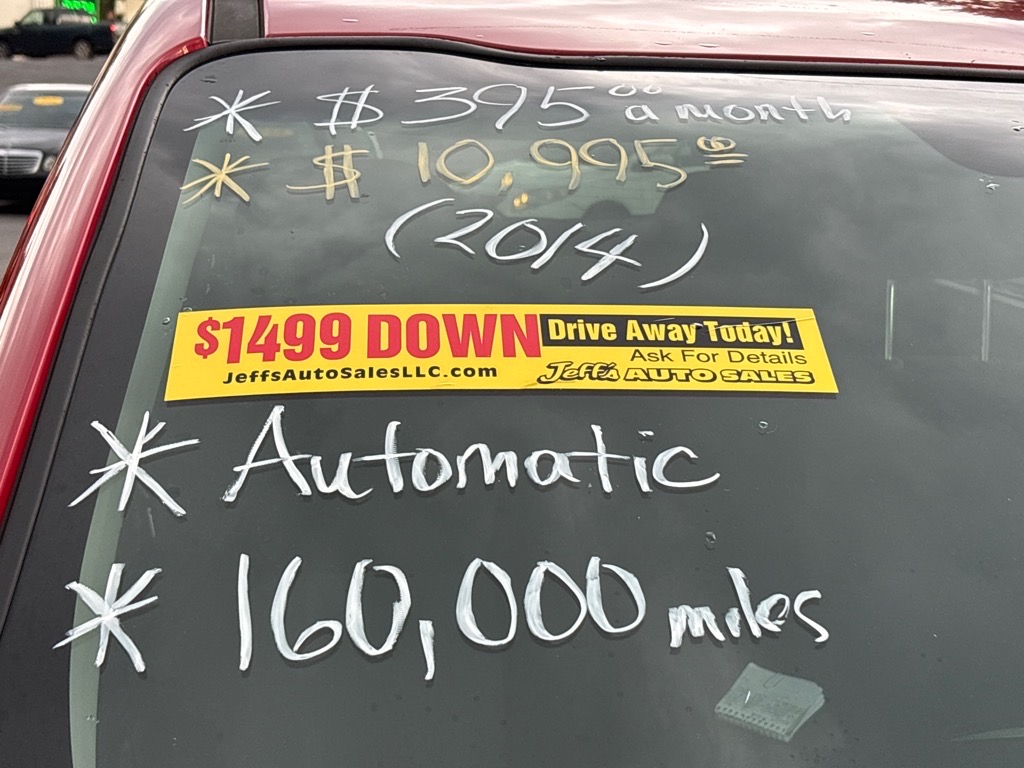 * $395.00 a month
* $10,995.00
(2014)
$1499 DOWN Drive Away Today!
Ask For Details
JeffsAutoSalesLLC.com Jeff's AUTO SALES
* Automatic
* 160,000 miles